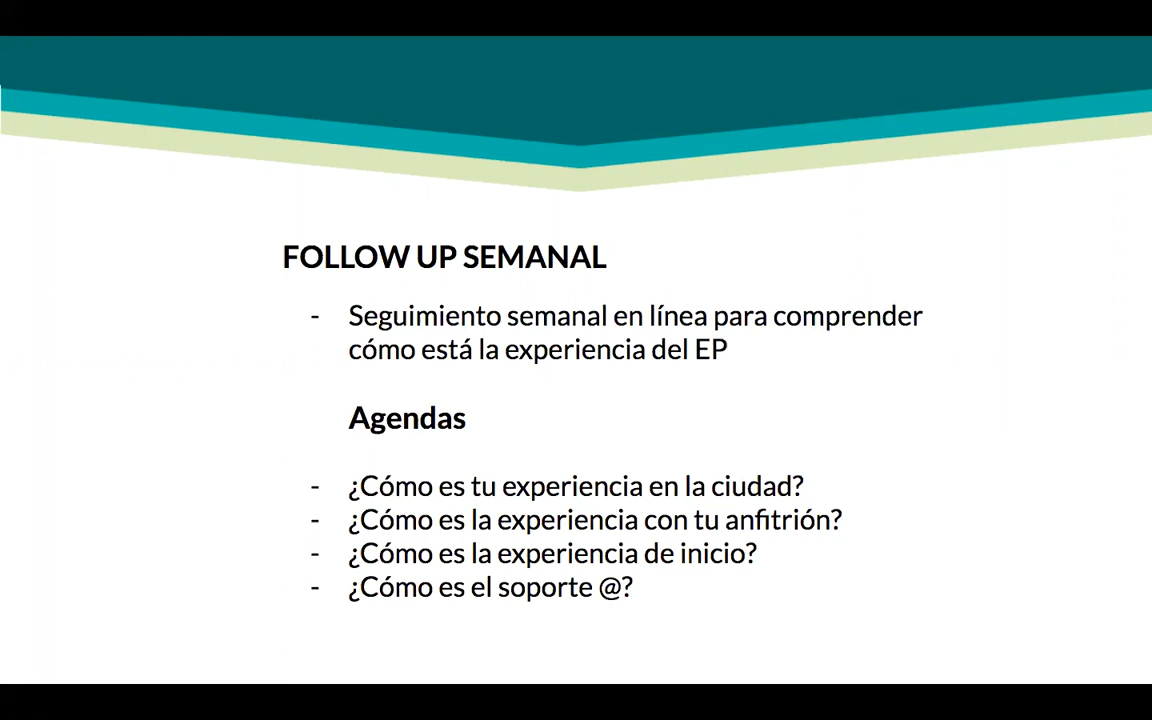 FOLLOW UP SEMANAL
- Seguimiento semanal en línea para comprender
cómo está la experiencia del EP
Agendas
- ¿Cómo es tu experiencia en la ciudad?
- ¿Cómo es la experiencia con tu anfitrión?
- ¿Cómo es la experiencia de inicio?
- ¿Cómo es el soporte @?